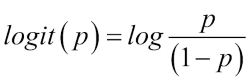 logit(p) = log p/(1−p)